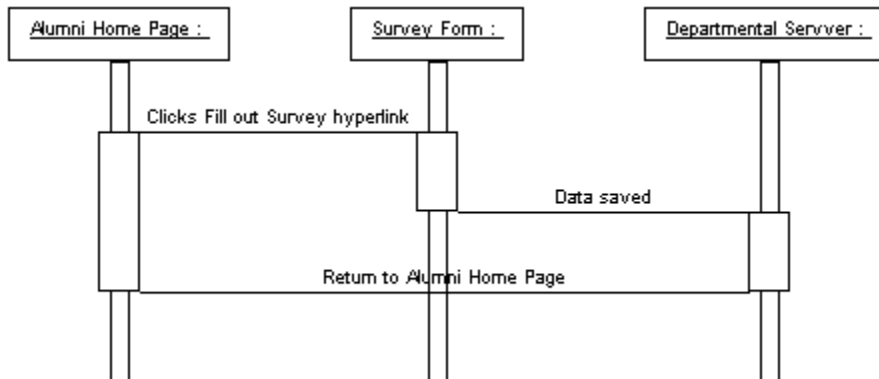 Alumni Home Page :
Survey Form :
Departmental Servver :
Clicks Fill out Survey hyperlink
Data saved
Return to Alumni Home Page